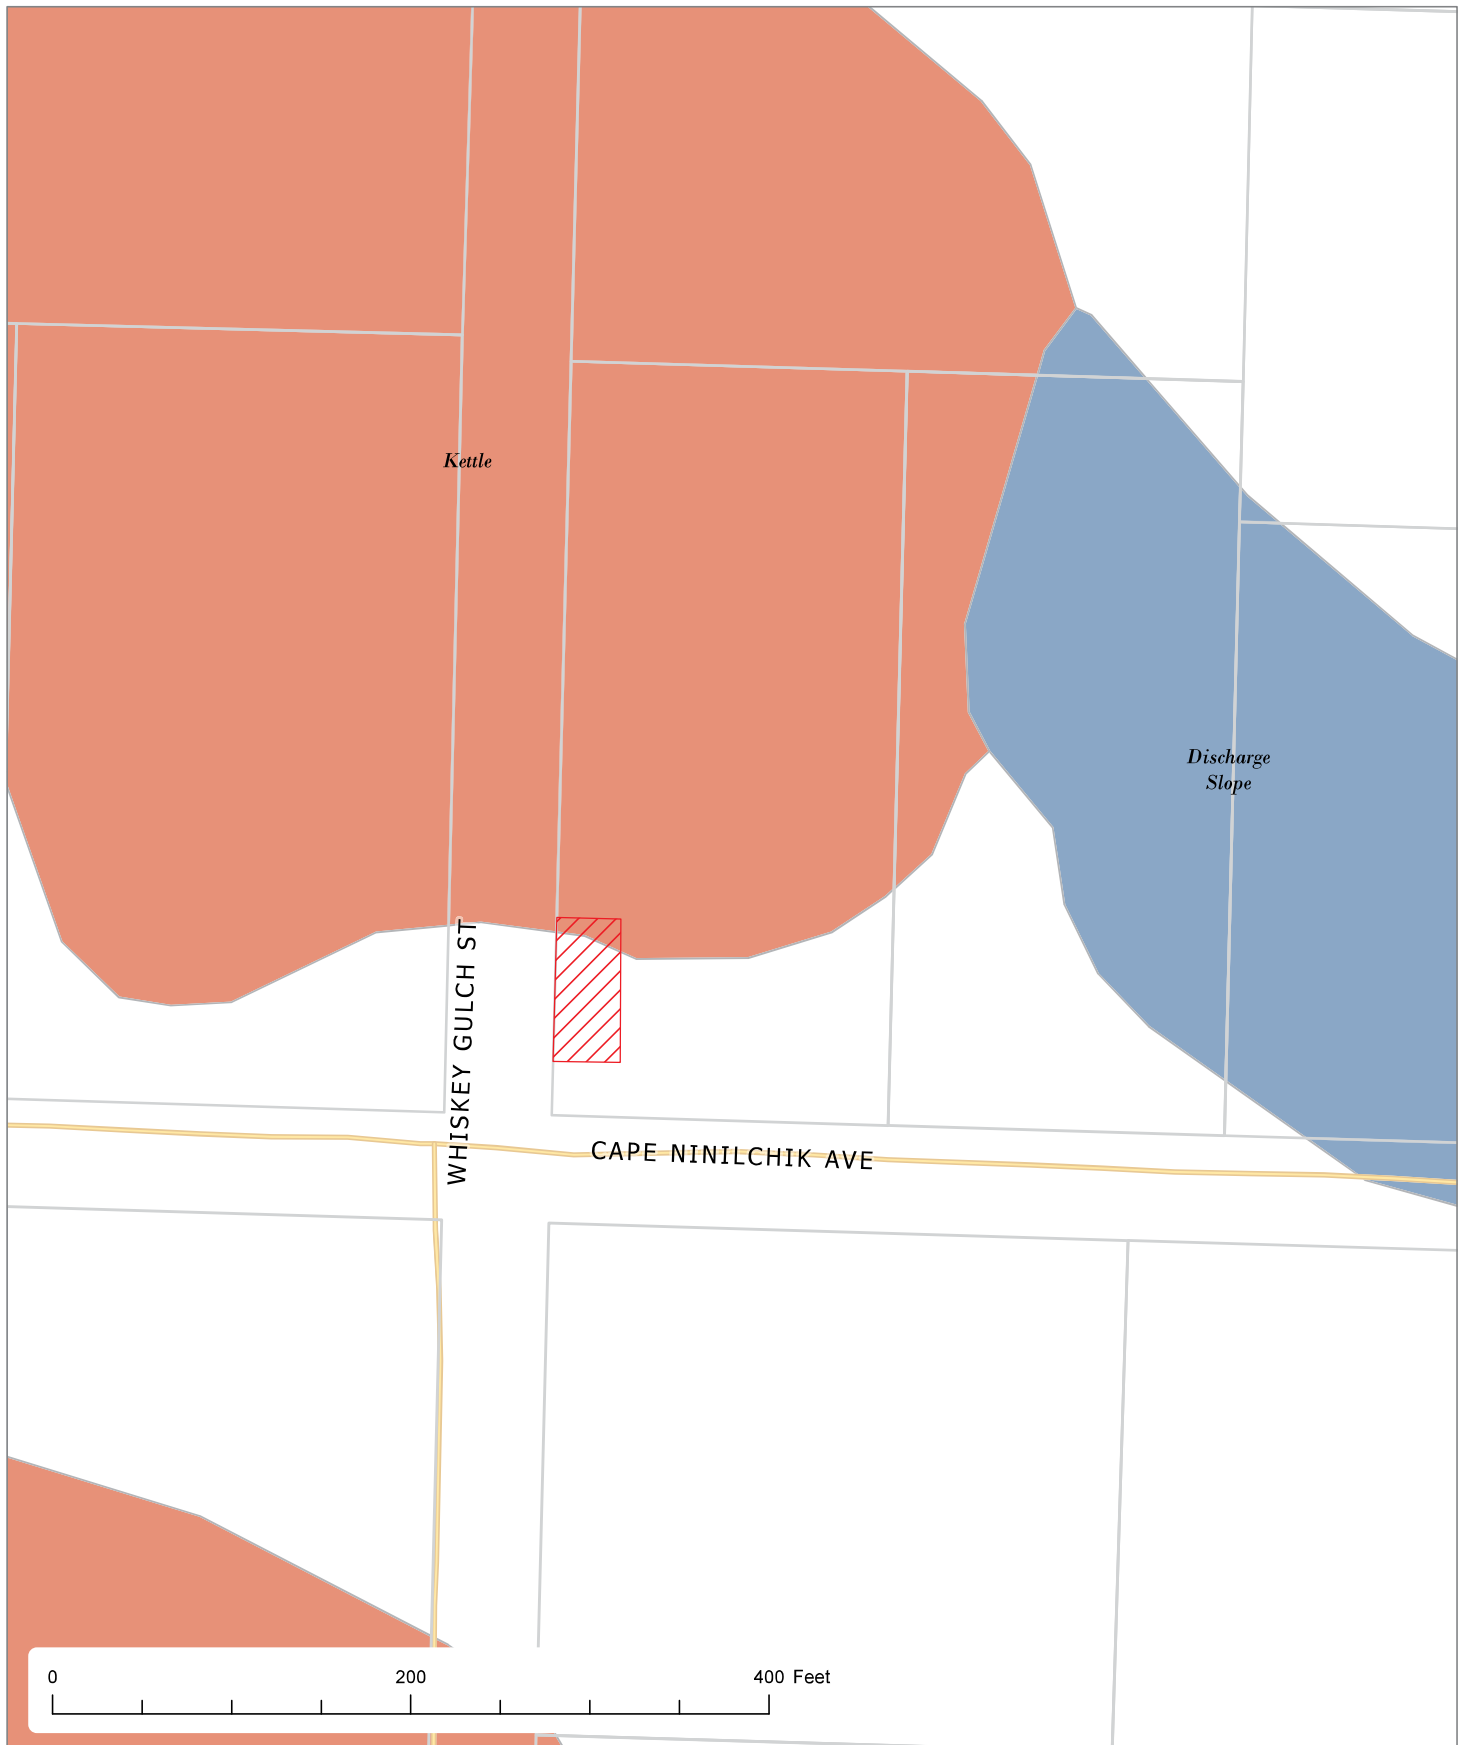 Kettle
Discharge
Slope
WHISKEY GULCH ST
CAPE NINILCHIK AVE
0 200 400 Feet